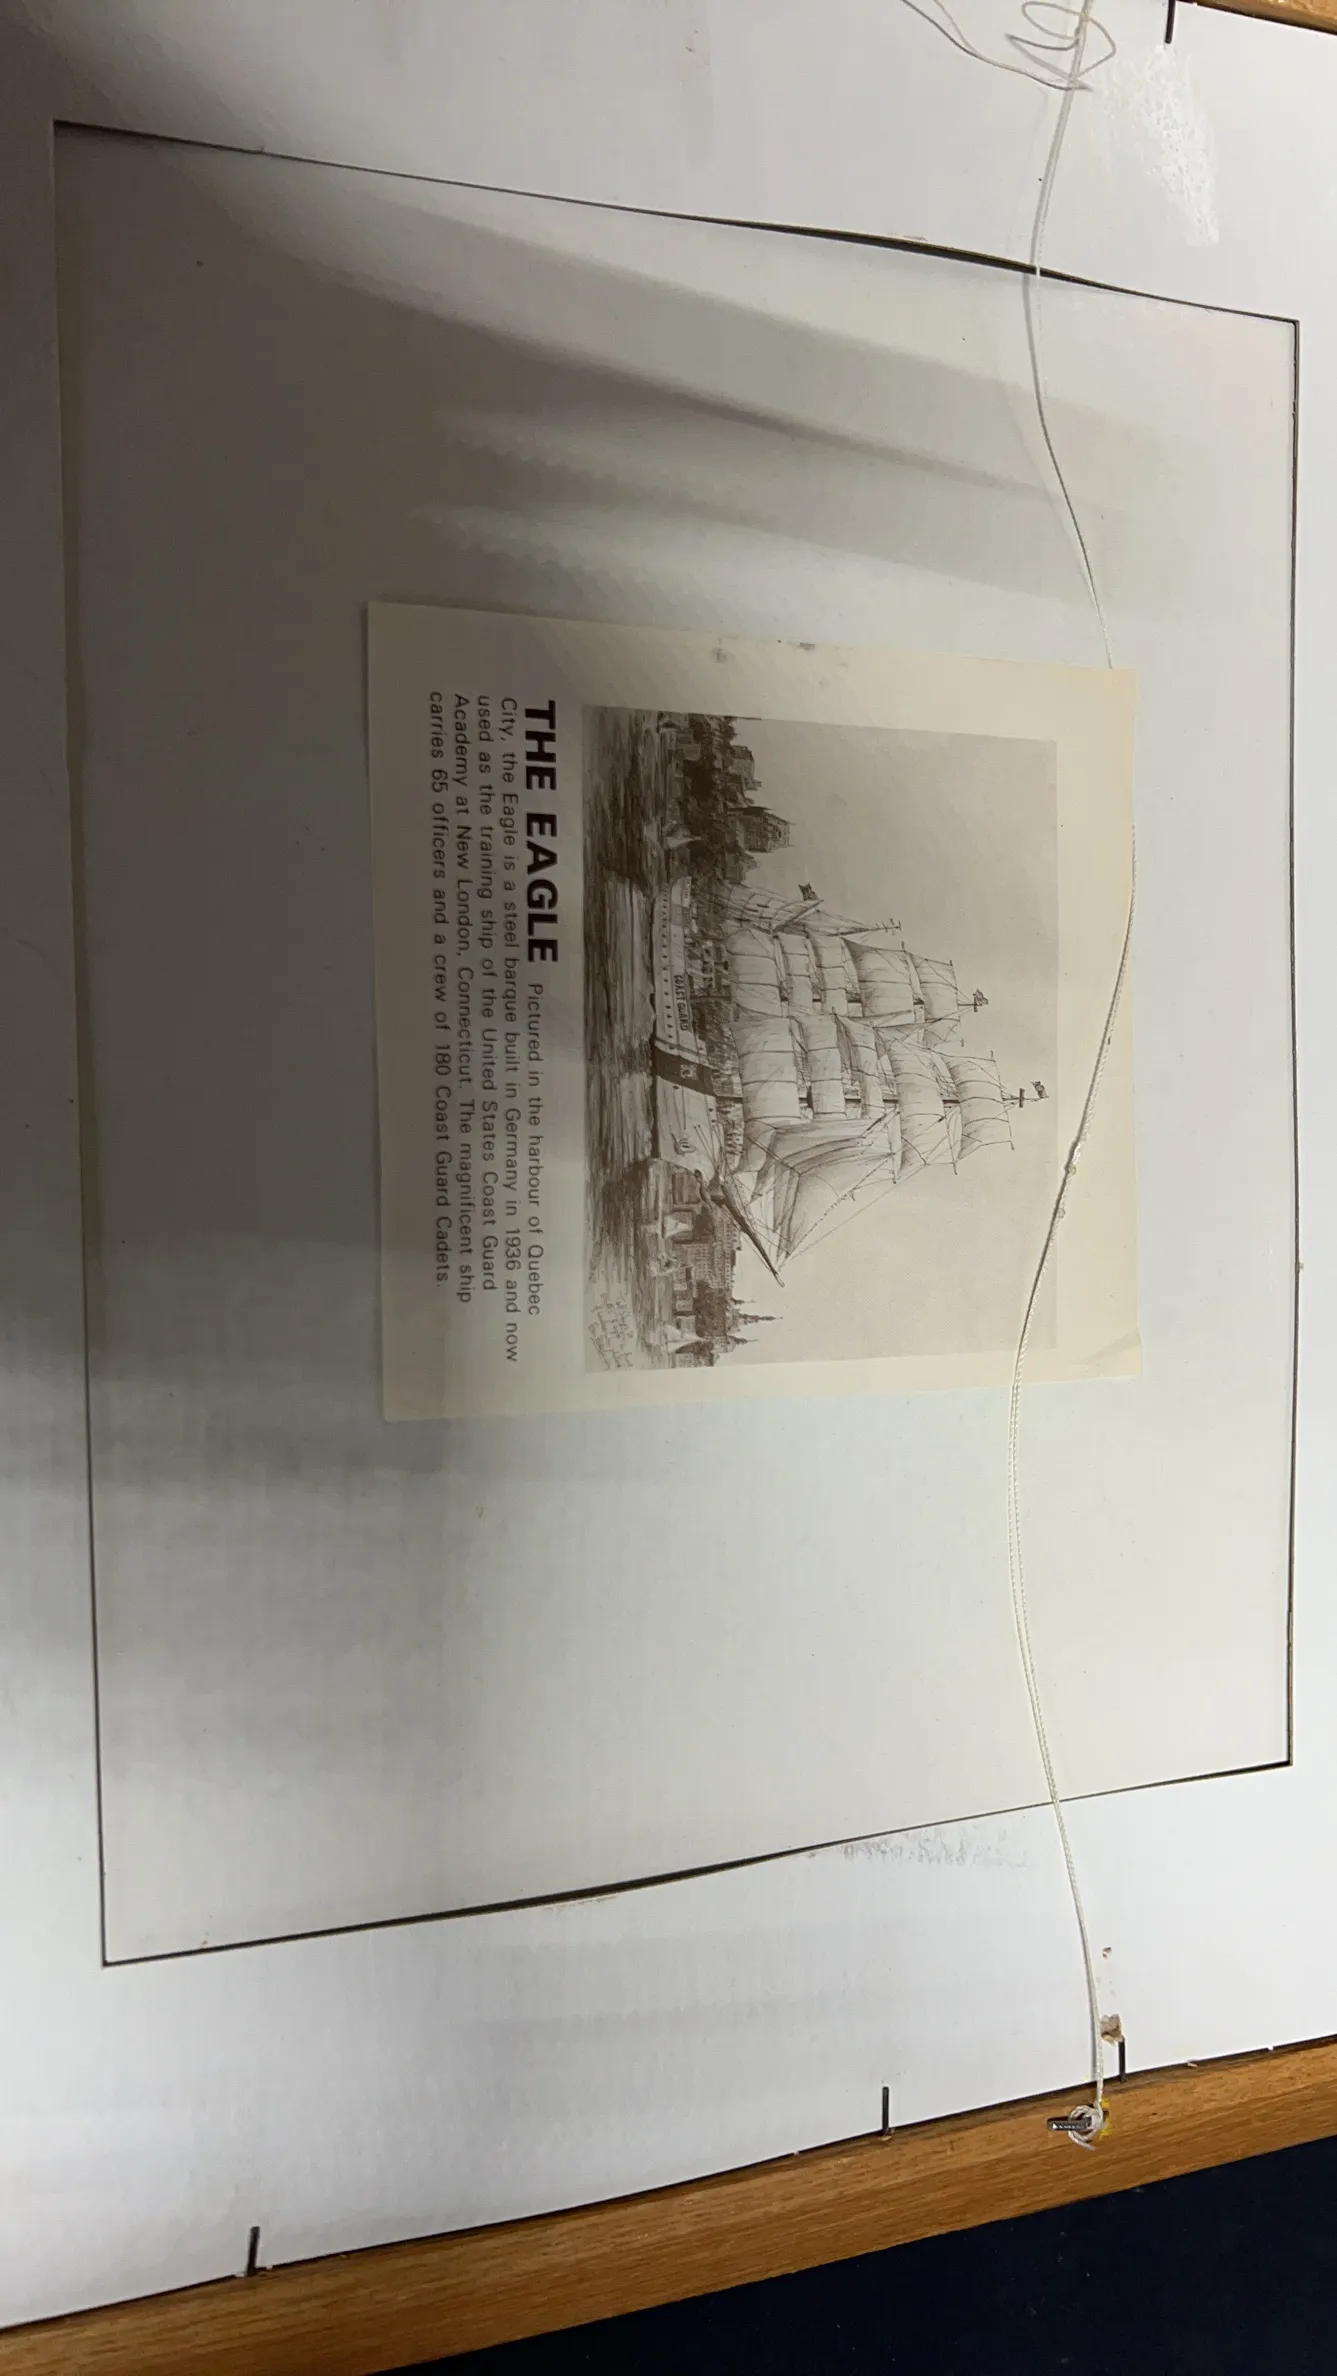 COAST GUARD
THE EAGLE Pictured in the harbour of Quebec
City, the Eagle is a steel barque built in Germany in 1936 and now
used as the training ship of the United States Coast Guard
Academy at New London, Connecticut. The magnificent ship
carries 65 officers and a crew of 180 Coast Guard Cadets.